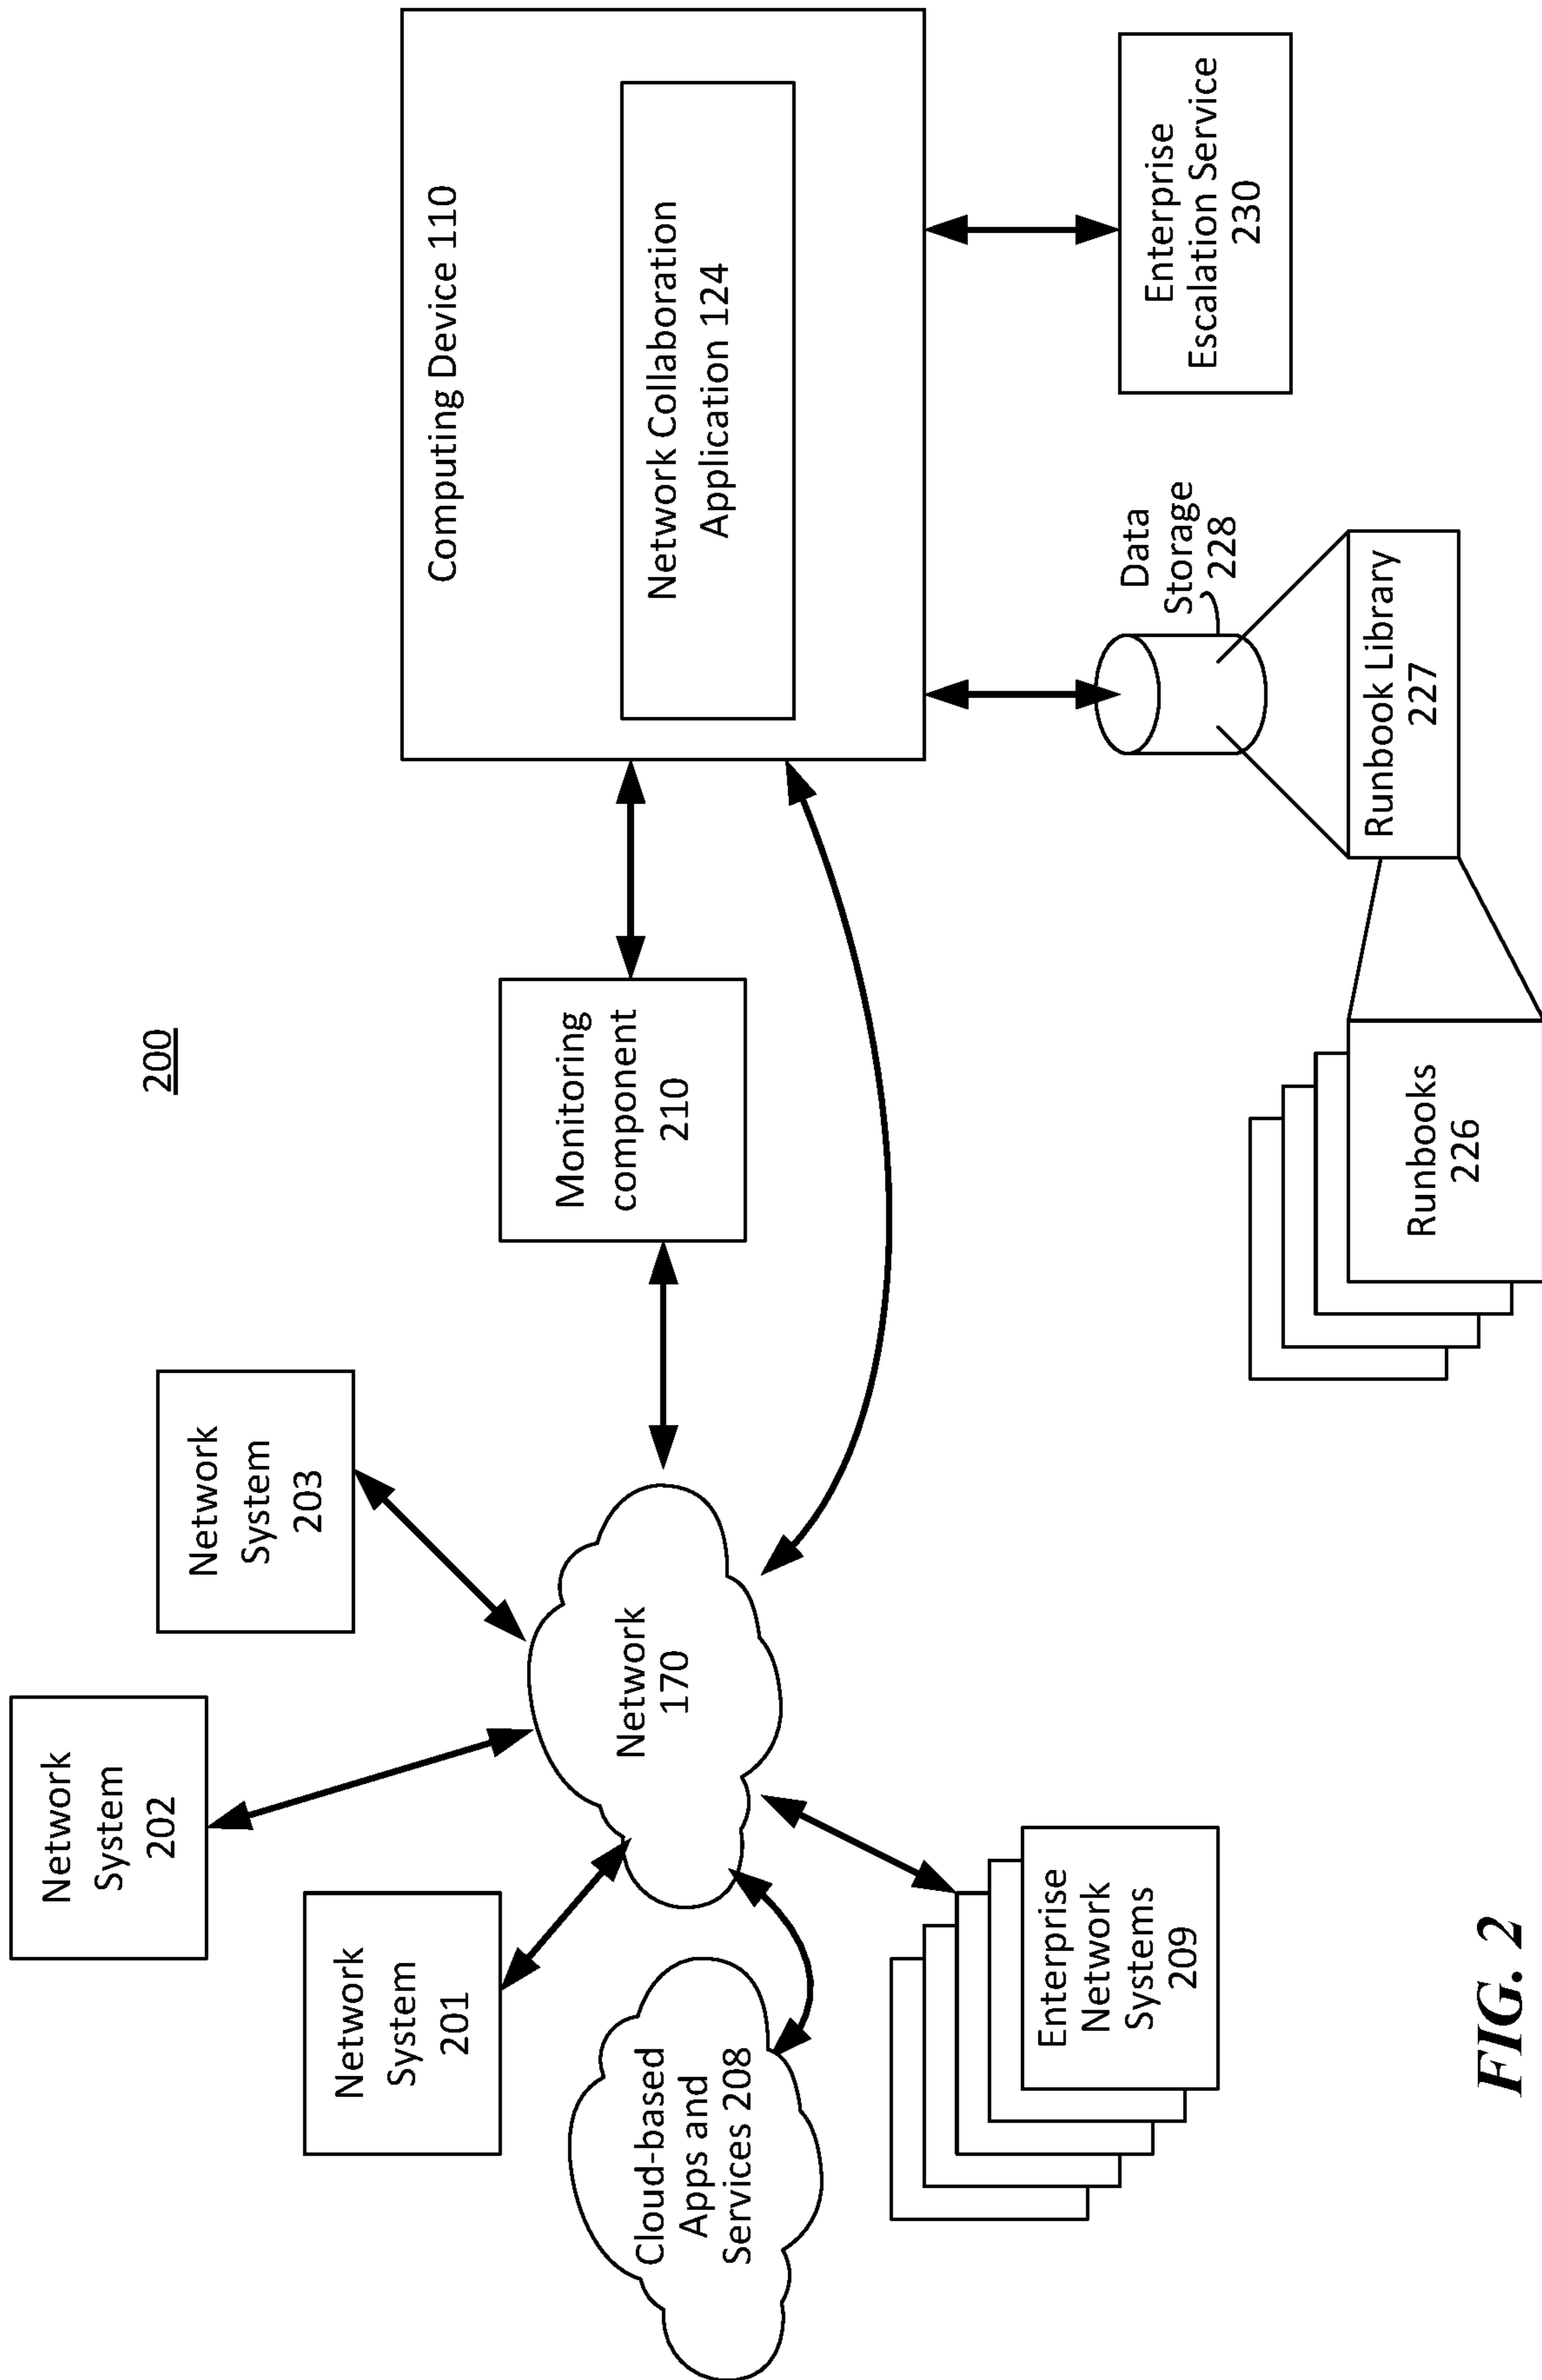 200
Network
System
202
Network
System
203
Network
System
201
Cloud-based
Apps and
Services 208
Network
170
Enterprise
Network
Systems
209
Monitoring
component
210
Computing Device 110
Network Collaboration
Application 124
Data
Storage
228
Enterprise
Escalation Service
230
Runbook Library
227
Runbooks
226
FIG. 2